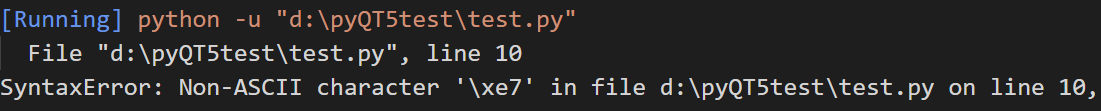 [Running] python -u "d:\pyQT5test\test.py"
File "d:\pyQT5test\test.py", line 10
SyntaxError: Non-ASCII character '\xe7' in file d:\pyQT5test\test.py on line 10,